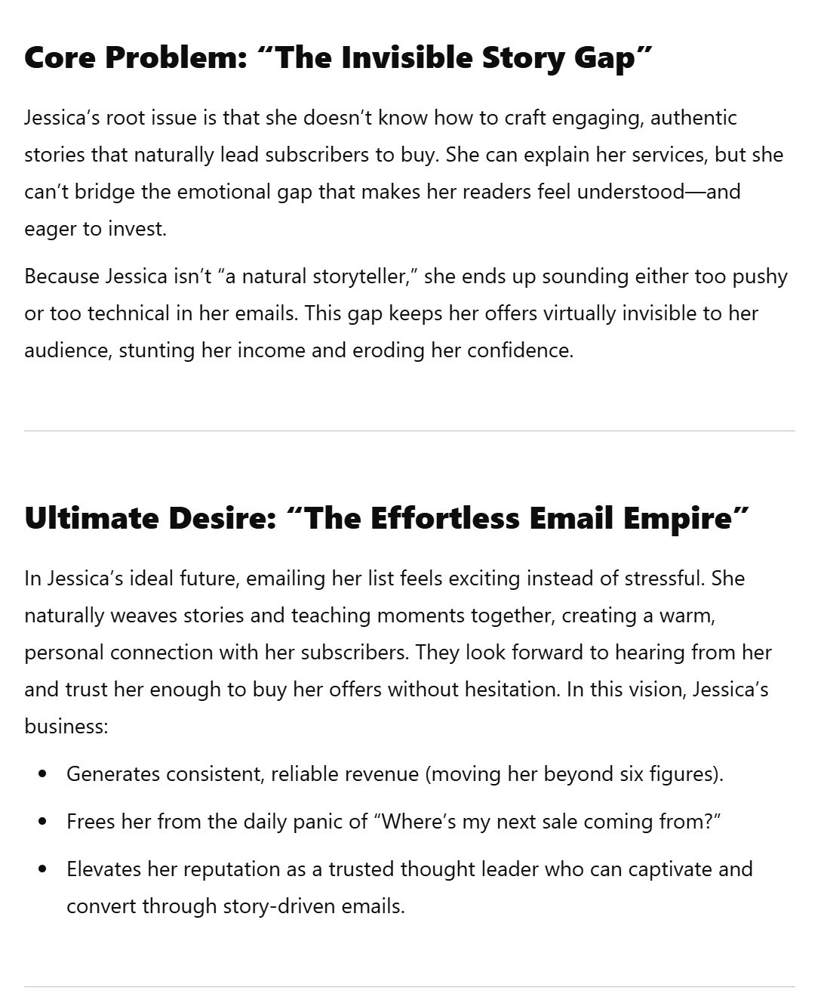 Core Problem: “The Invisible Story Gap”
Jessica’s root issue is that she doesn’t know how to craft engaging, authentic
stories that naturally lead subscribers to buy. She can explain her services, but she
can’t bridge the emotional gap that makes her readers feel understood—and
eager to invest.
Because Jessica isn’t “a natural storyteller,” she ends up sounding either too pushy
or too technical in her emails. This gap keeps her offers virtually invisible to her
audience, stunting her income and eroding her confidence.
Ultimate Desire: “The Effortless Email Empire”
In Jessica’s ideal future, emailing her list feels exciting instead of stressful. She
naturally weaves stories and teaching moments together, creating a warm,
personal connection with her subscribers. They look forward to hearing from her
and trust her enough to buy her offers without hesitation. In this vision, Jessica’s
business:
• Generates consistent, reliable revenue (moving her beyond six figures).
• Frees her from the daily panic of “Where’s my next sale coming from?”
• Elevates her reputation as a trusted thought leader who can captivate and
convert through story-driven emails.